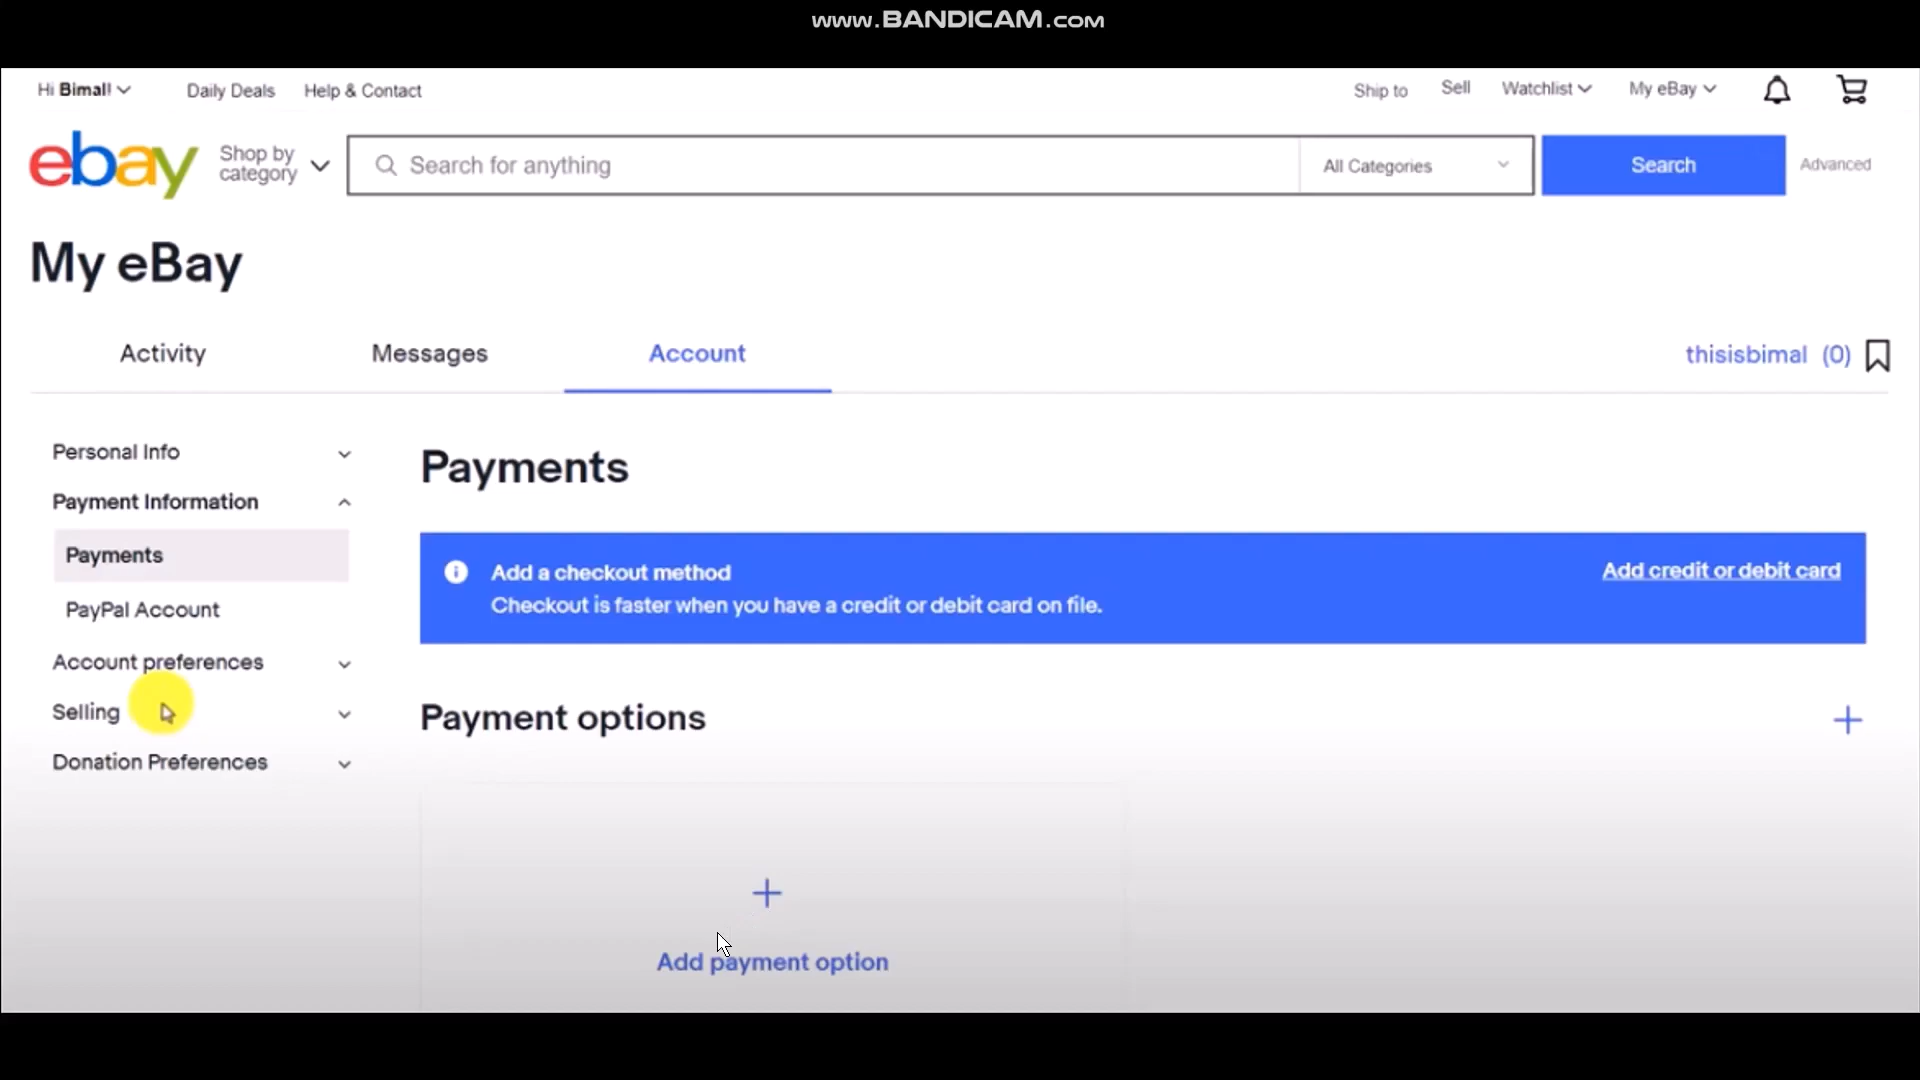 www.BANDICAM.com
Hi Bimal! Daily Deals Help & Contact Ship to Sell Watchlist My eBay
ebay Shop by category Search for anything All Categories Search Advanced
My eBay
Activity Messages Account thisisbimal (0)
Personal Info
Payment Information
Payments
PayPal Account
Account preferences
Selling
Donation Preferences
Payments
Add a checkout method Add credit or debit card
Checkout is faster when you have a credit or debit card on file.
Payment options
Add payment option